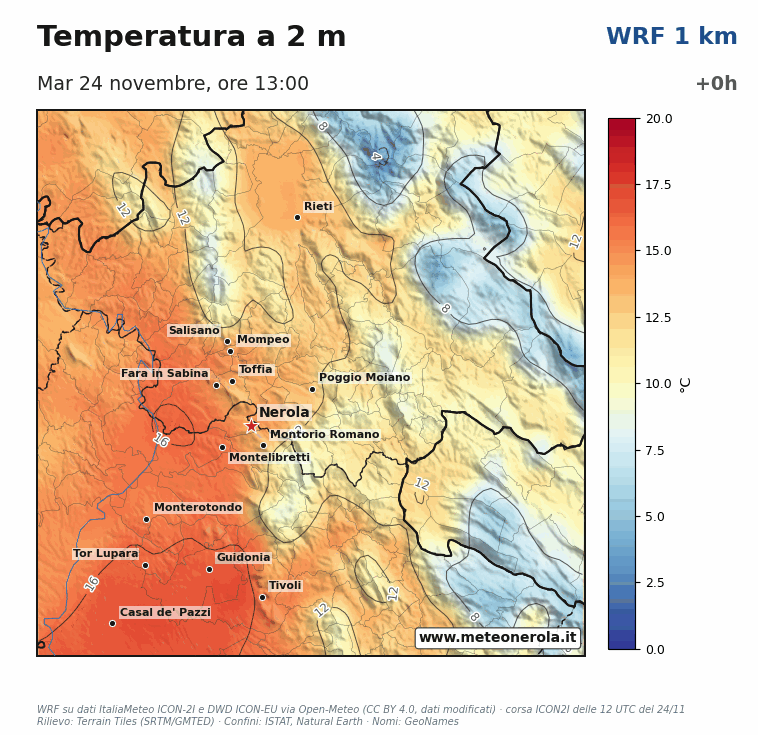 Temperatura a 2 m
WRF 1 km
Mar 24 novembre, ore 13:00
+0h
8
4
12
12
12
8
Rieti
Salisano
Mompeo
Fara in Sabina
Toffia
Poggio Moiano
Nerola
Montorio Romano
Montelibretti
16
12
Monterotondo
Tor Lupara
Guidonia
Tivoli
Casal de' Pazzi
16
12
12
8
www.meteonerola.it
20.0
17.5
15.0
12.5
10.0
7.5
5.0
2.5
0.0
°C
WRF su dati ItaliaMeteo ICON-2I e DWD ICON-EU via Open-Meteo (CC BY 4.0, dati modificati) · corsa ICON2I delle 12 UTC del 24/11
Rilievo: Terrain Tiles (SRTM/GMTED) · Confini: ISTAT, Natural Earth · Nomi: GeoNames